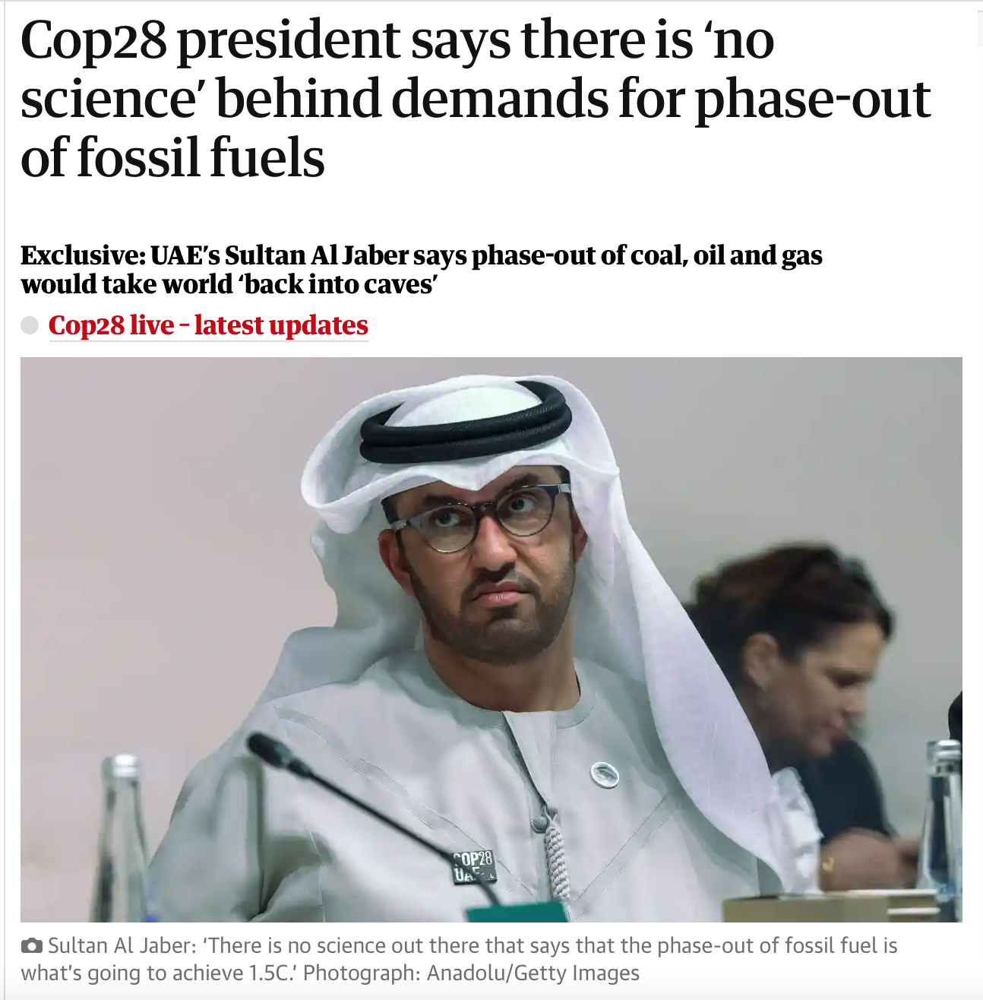 Cop28 president says there is ‘no
science’ behind demands for phase-out
of fossil fuels
Exclusive: UAE’s Sultan Al Jaber says phase-out of coal, oil and gas
would take world ‘back into caves’
Cop28 live – latest updates
COP28
UAE
Sultan Al Jaber: ‘There is no science out there that says that the phase-out of fossil fuel is
what’s going to achieve 1.5C.’ Photograph: Anadolu/Getty Images